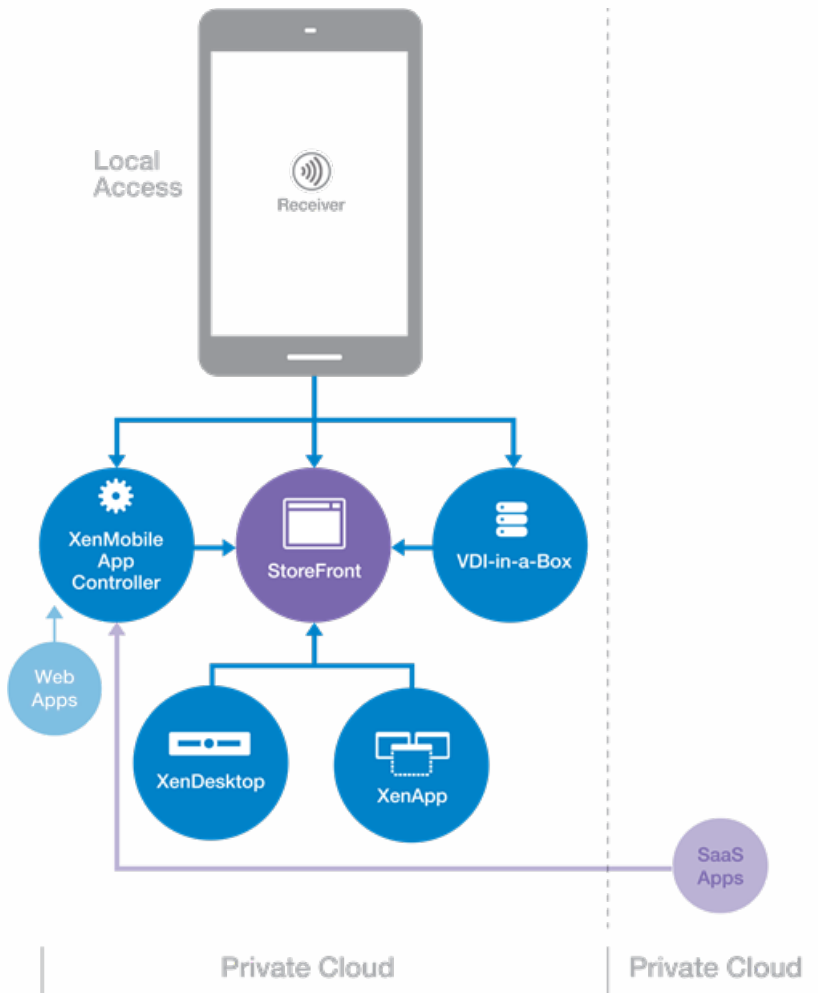 Local
Access
Receiver
XenMobile
App
Controller
StoreFront
VDI-in-a-Box
Web
Apps
XenDesktop
XenApp
SaaS
Apps
Private Cloud
Private Cloud